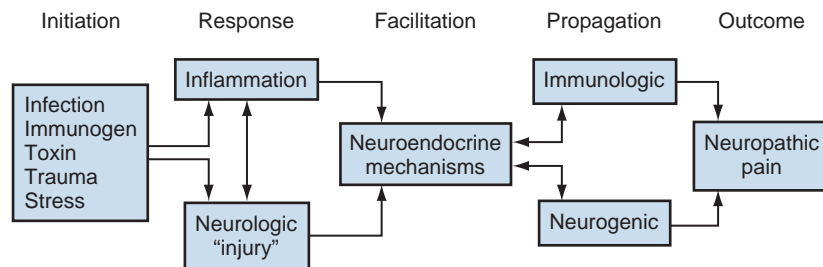 Initiation Response Facilitation Propagation Outcome
Infection
Immunogen
Toxin
Trauma
Stress
Inflammation
Neurologic
“injury”
Neuroendocrine
mechanisms
Immunologic
Neurogenic
Neuropathic
pain